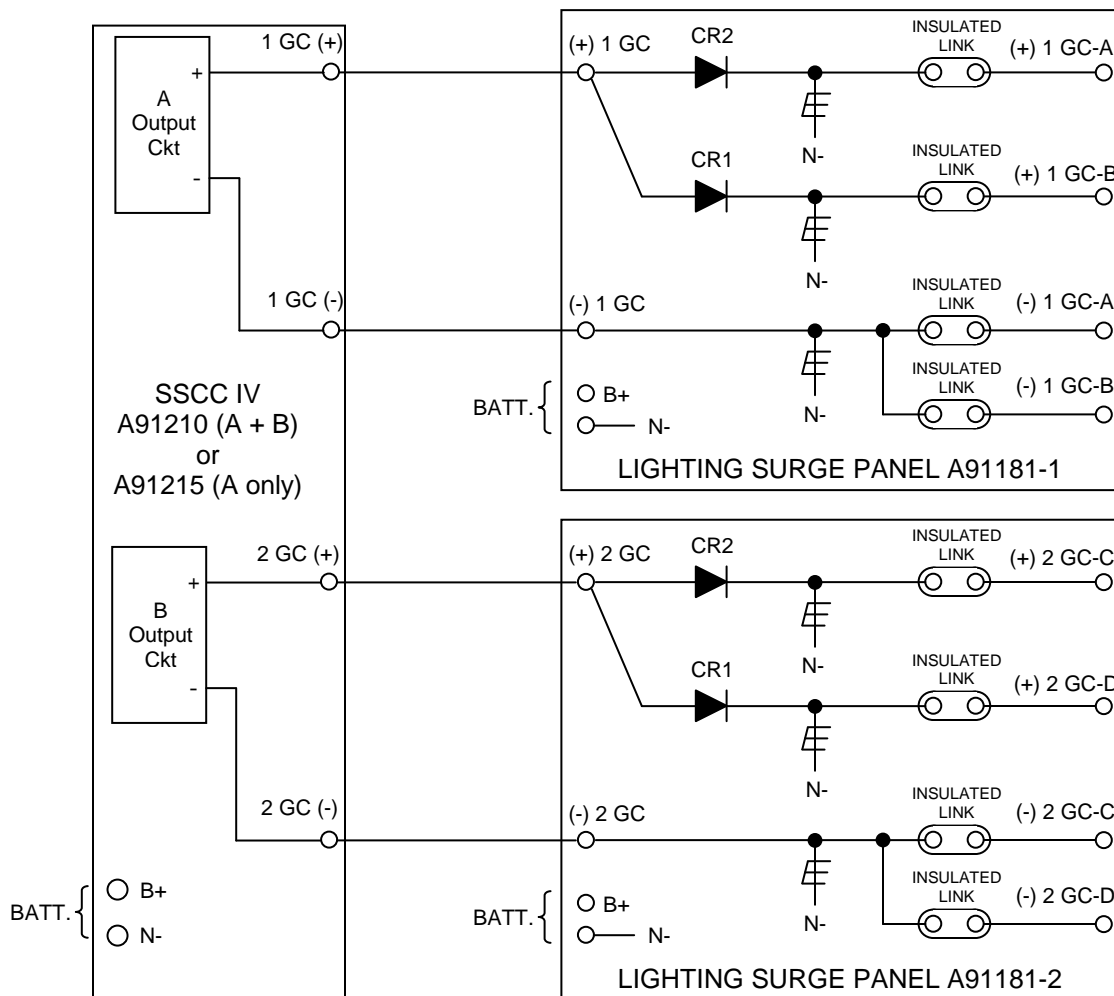 1 GC (+)
A
Output
Ckt
+
-
1 GC (-)
SSCC IV
A91210 (A + B)
or
A91215 (A only)
2 GC (+)
B
Output
Ckt
+
-
2 GC (-)
BATT.
B+
N-
(+) 1 GC
CR2
INSULATED
LINK
(+) 1 GC-A
N-
CR1
INSULATED
LINK
(+) 1 GC-B
N-
(-) 1 GC
INSULATED
LINK
(-) 1 GC-A
N-
INSULATED
LINK
(-) 1 GC-B
BATT.
B+
N-
LIGHTING SURGE PANEL A91181-1
(+) 2 GC
CR2
INSULATED
LINK
(+) 2 GC-C
N-
CR1
INSULATED
LINK
(+) 2 GC-D
N-
(-) 2 GC
INSULATED
LINK
(-) 2 GC-C
N-
INSULATED
LINK
(-) 2 GC-D
BATT.
B+
N-
LIGHTING SURGE PANEL A91181-2